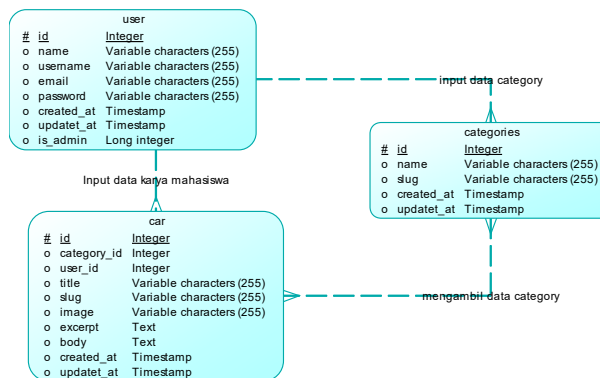 user
# id Integer
o name Variable characters (255)
o username Variable characters (255)
o email Variable characters (255)
o password Variable characters (255)
o created_at Timestamp
o updatet_at Timestamp
o is_admin Long integer
input data category
categories
# id Integer
o name Variable characters (255)
o slug Variable characters (255)
o created_at Timestamp
o updatet_at Timestamp
Input data karya mahasiswa
car
# id Integer
o category_id Integer
o user_id Integer
o title Variable characters (255)
o slug Variable characters (255)
o image Variable characters (255)
o excerpt Text
o body Text
o created_at Timestamp
o updatet_at Timestamp
mengambil data category